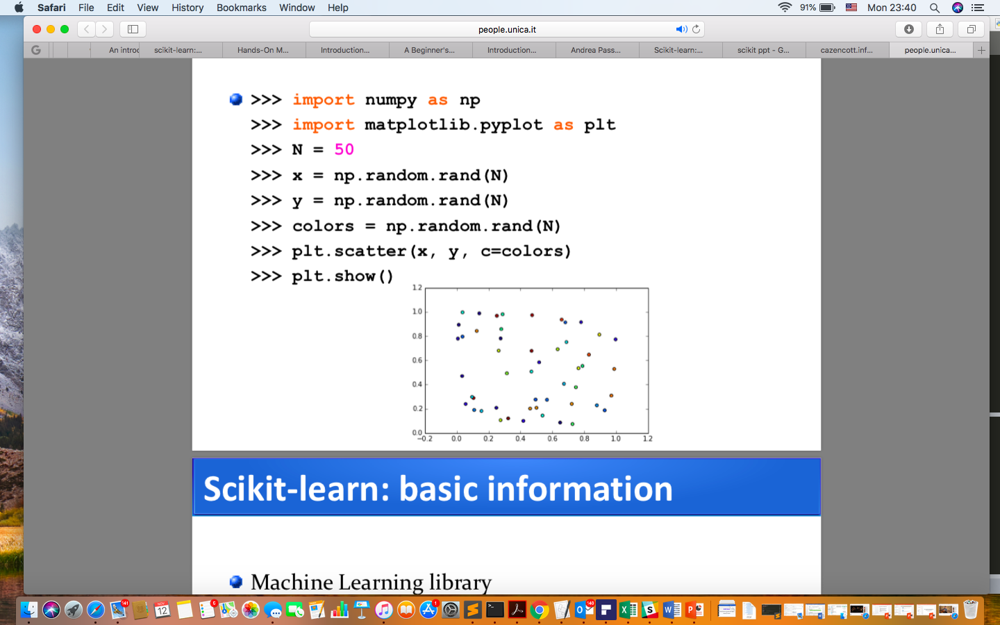 Safari File Edit View History Bookmarks Window Help 91% Mon 23:40
people.unica.it
G An introd scikit-learn:... Hands-On M... Introduction... A Beginner's... Introduction... Andrea Pass... Scikit-learn:... scikit ppt - G... cazencott.inf... people.unica... +
>>> import numpy as np
>>> import matplotlib.pyplot as plt
>>> N = 50
>>> x = np.random.rand(N)
>>> y = np.random.rand(N)
>>> colors = np.random.rand(N)
>>> plt.scatter(x, y, c=colors)
>>> plt.show()
1.2
1.0
0.8
0.6
0.4
0.2
0.0
−0.2 0.0 0.2 0.4 0.6 0.8 1.0 1.2
Scikit-learn: basic information
Machine Learning library
NOV
12